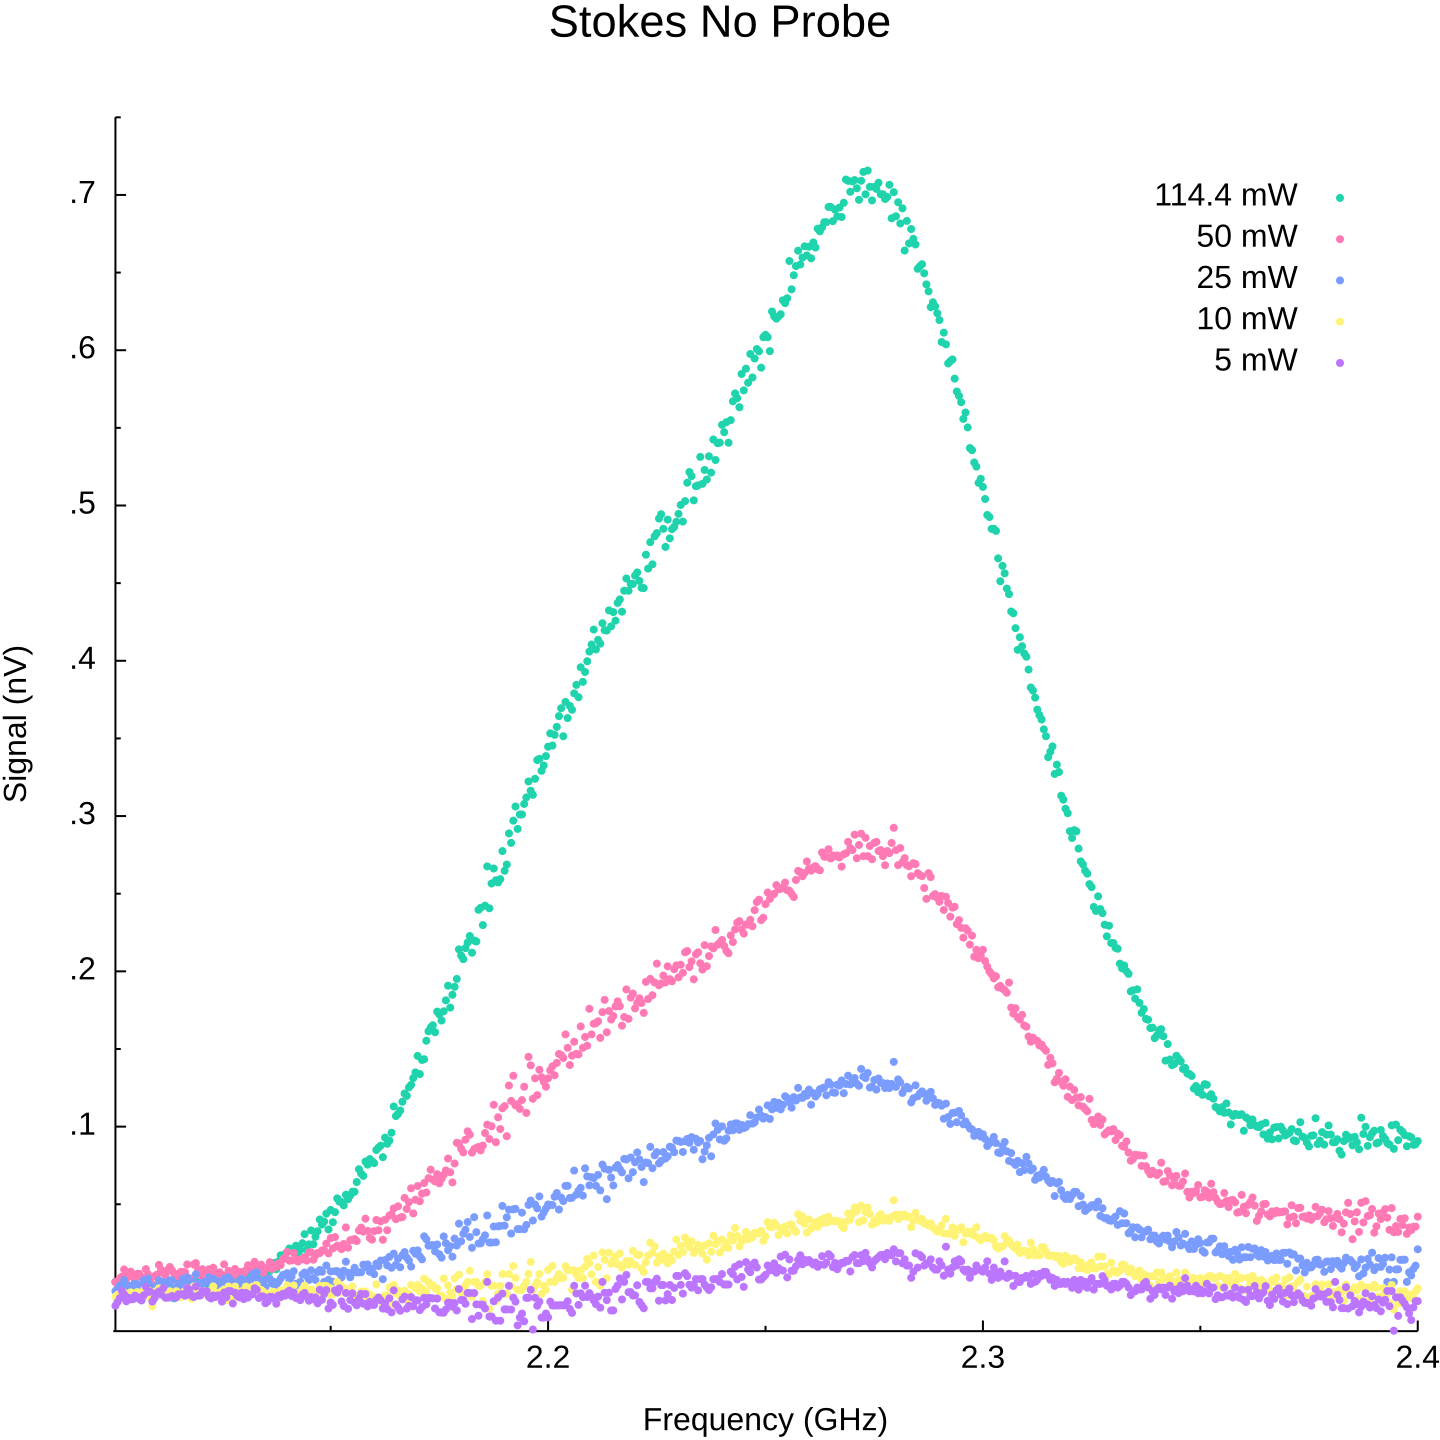 Stokes No Probe
114.4 mW
50 mW
25 mW
10 mW
5 mW
.7
.6
.5
.4
.3
.2
.1
Signal (nV)
2.2
2.3
2.4
Frequency (GHz)